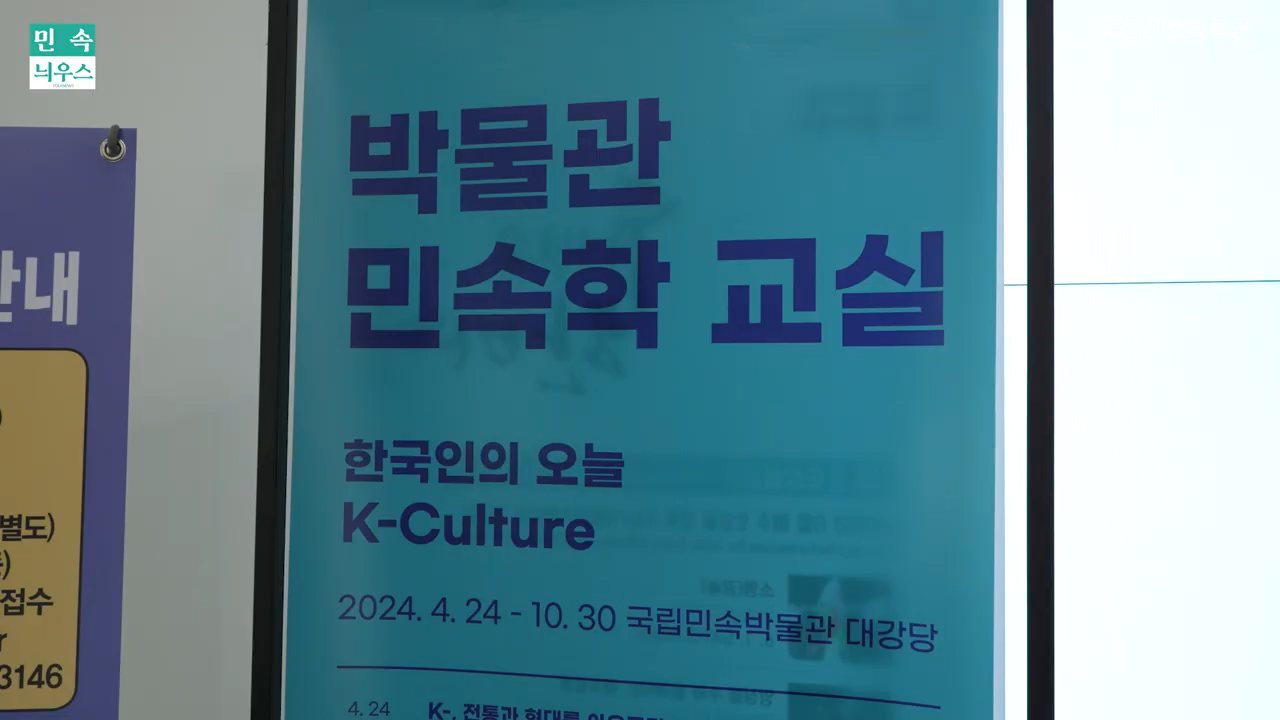 민속
늬우스
박물관
민속학 교실
한국인의 오늘
K-Culture
2024. 4. 24 - 10. 30 국립민속박물관 대강당
4. 24
K-, 전통과 현대를
안내
별도)
접수
3146